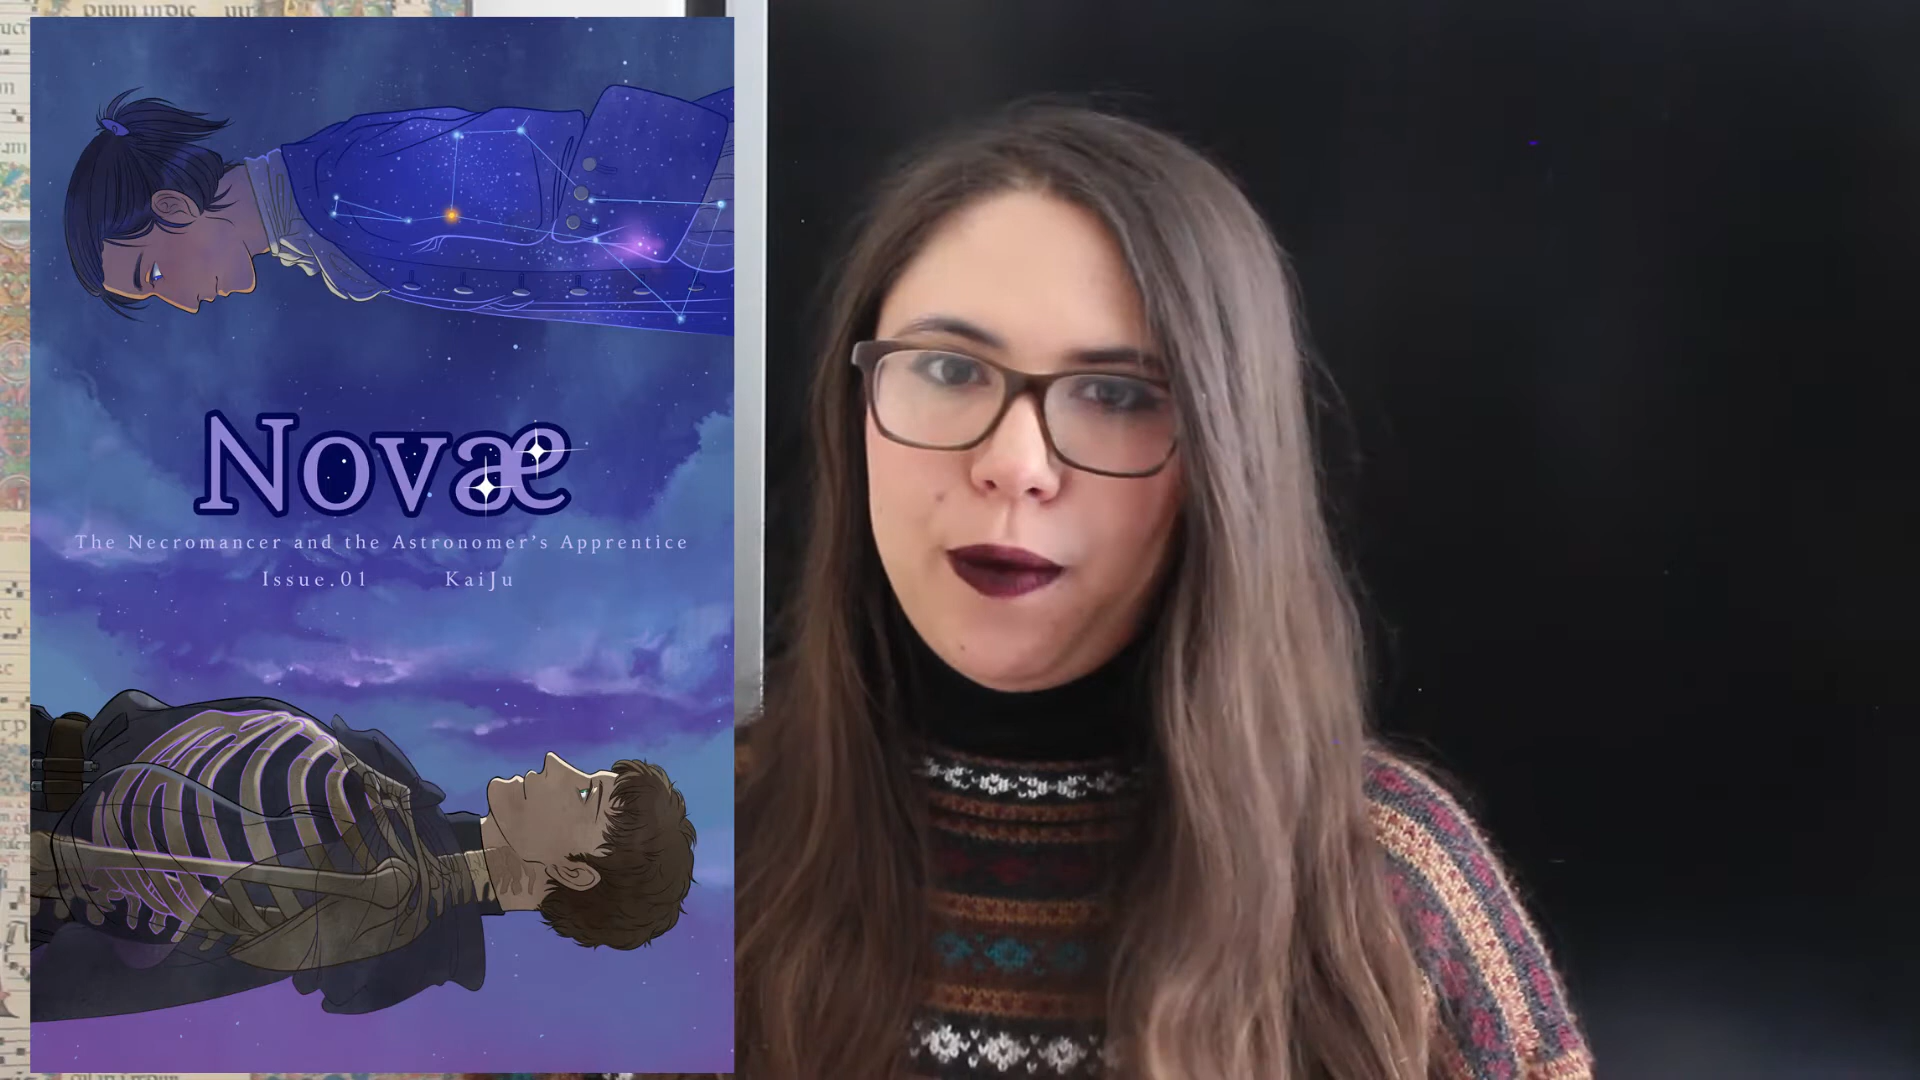 Novæ
The Necromancer and the Astronomer's Apprentice
Issue.01 KaiJu